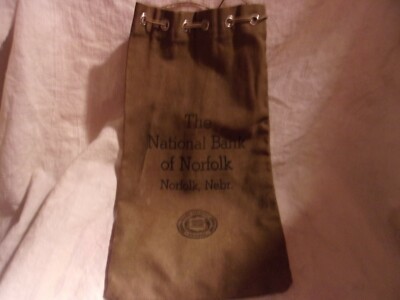 The
National Bank
of Norfolk
Norfolk, Nebr.